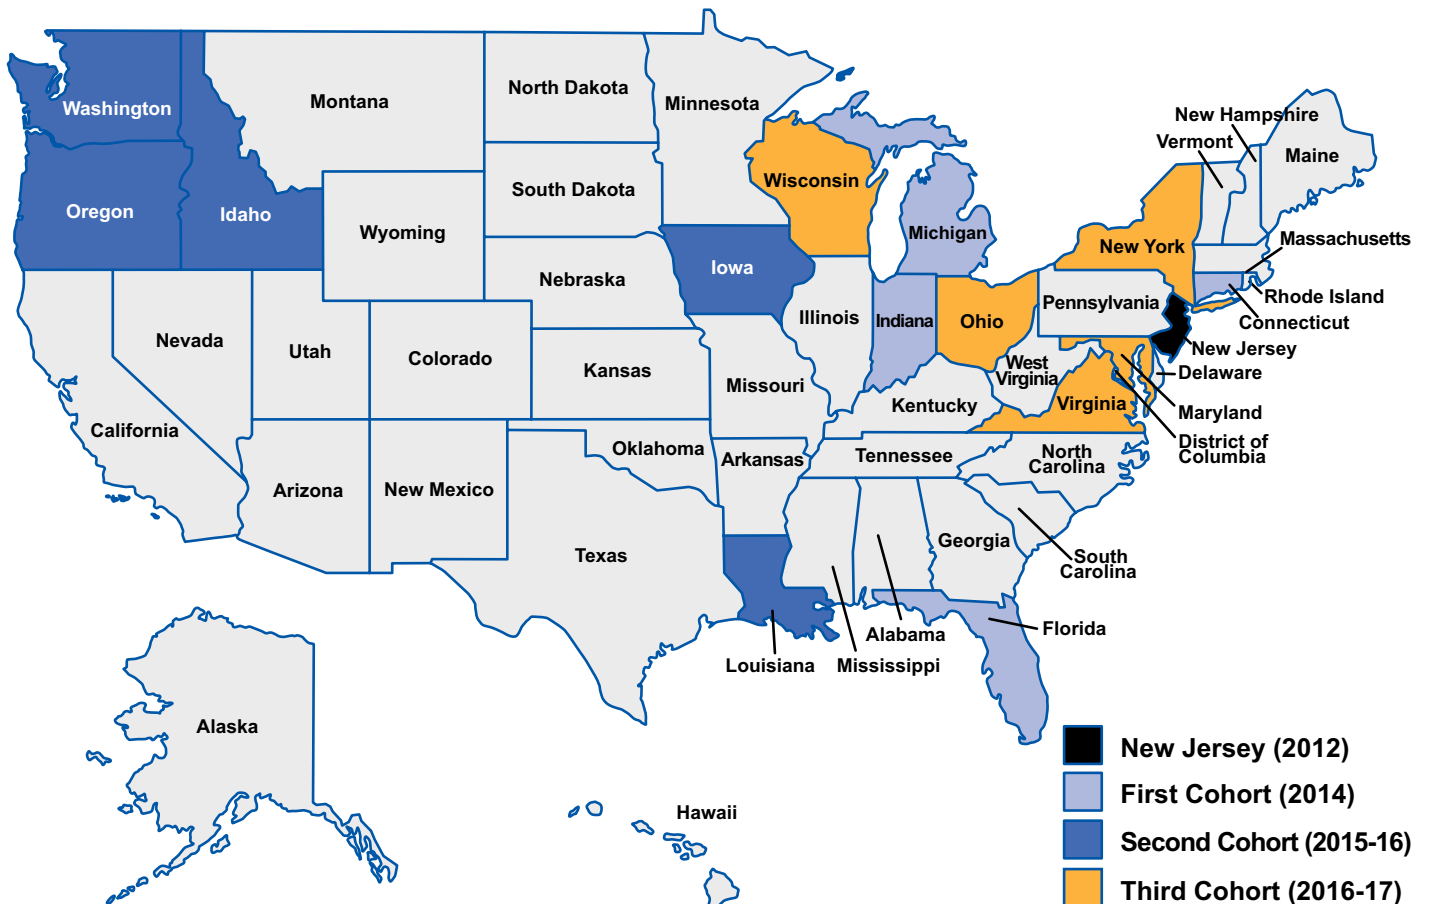 Washington
Montana
North Dakota
Minnesota
New Hampshire
Vermont
Maine
Oregon
Idaho
Wyoming
South Dakota
Wisconsin
Michigan
New York
Massachusetts
Nebraska
Iowa
Pennsylvania
Rhode Island
Connecticut
Nevada
Utah
Colorado
Kansas
Illinois
Indiana
Ohio
New Jersey
West
Virginia
Delaware
California
Missouri
Kentucky
Virginia
Maryland
District of
Columbia
Arizona
New Mexico
Oklahoma
Arkansas
Tennessee
North
Carolina
Texas
Georgia
South
Carolina
Alabama
Florida
Louisiana
Mississippi
Alaska
Hawaii
New Jersey (2012)
First Cohort (2014)
Second Cohort (2015-16)
Third Cohort (2016-17)